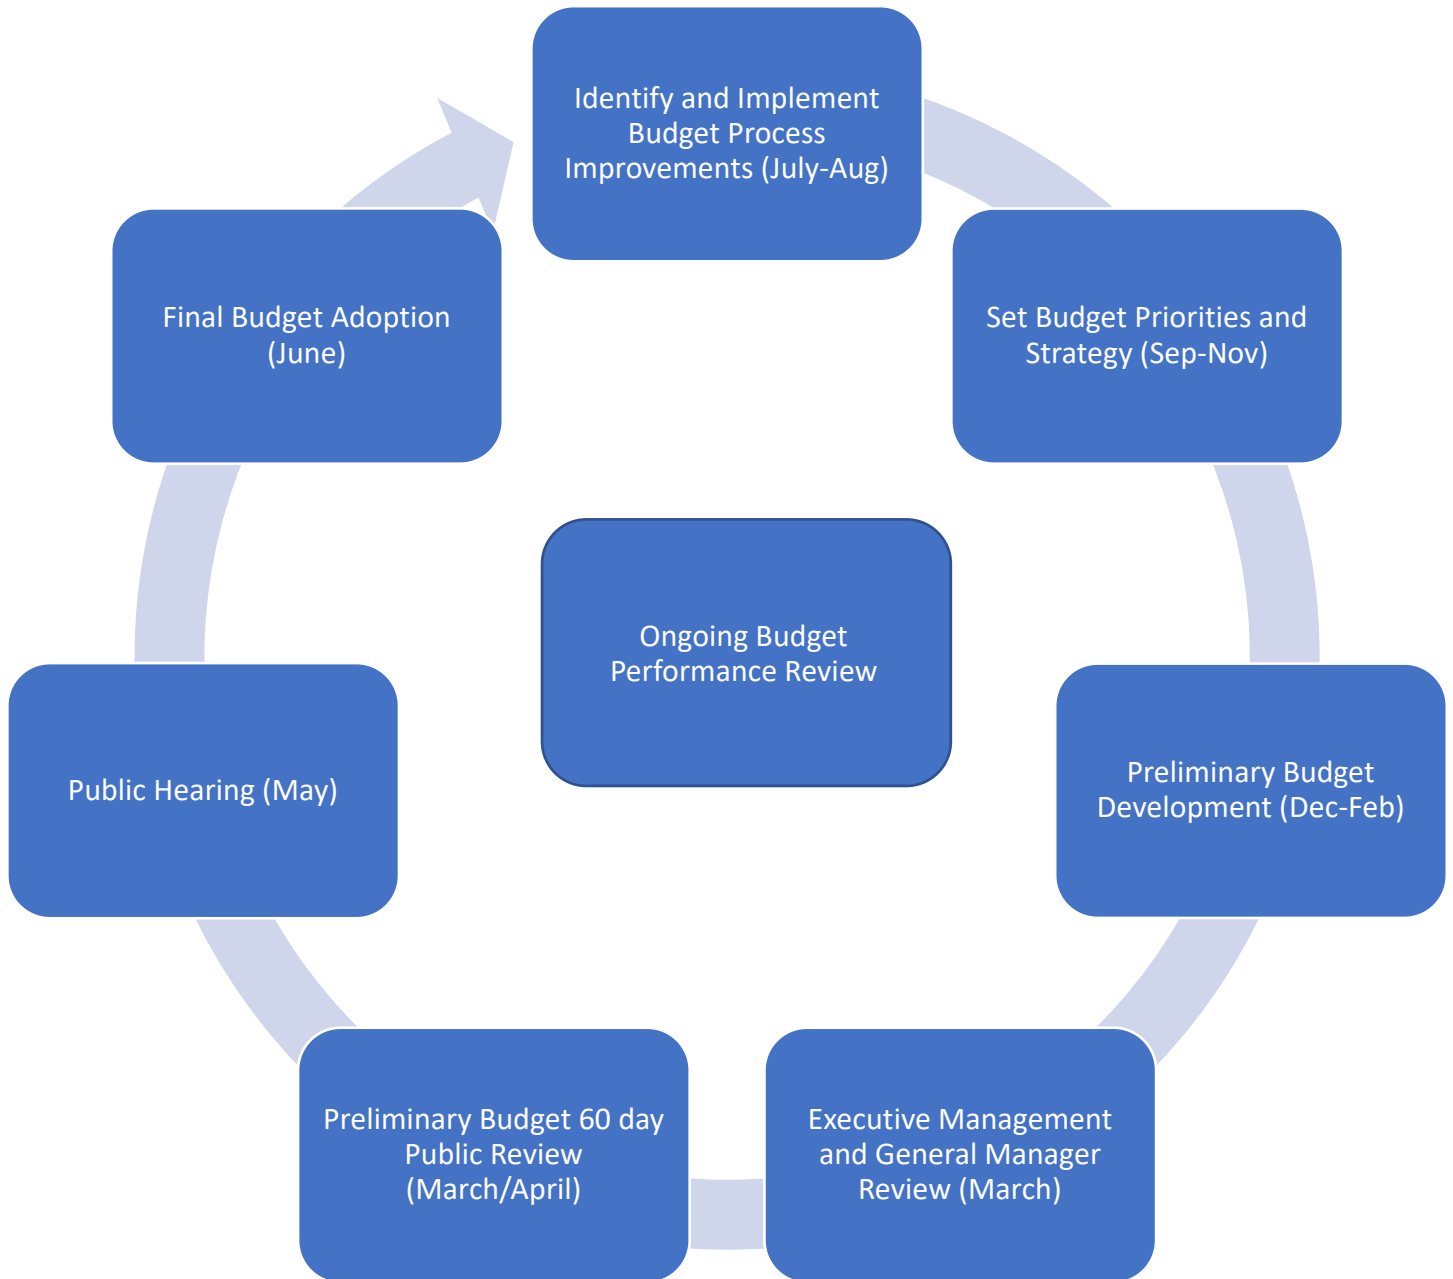 Identify and Implement
Budget Process
Improvements (July-Aug)
Set Budget Priorities and
Strategy (Sep-Nov)
Preliminary Budget
Development (Dec-Feb)
Executive Management
and General Manager
Review (March)
Preliminary Budget 60 day
Public Review
(March/April)
Public Hearing (May)
Final Budget Adoption
(June)
Ongoing Budget
Performance Review